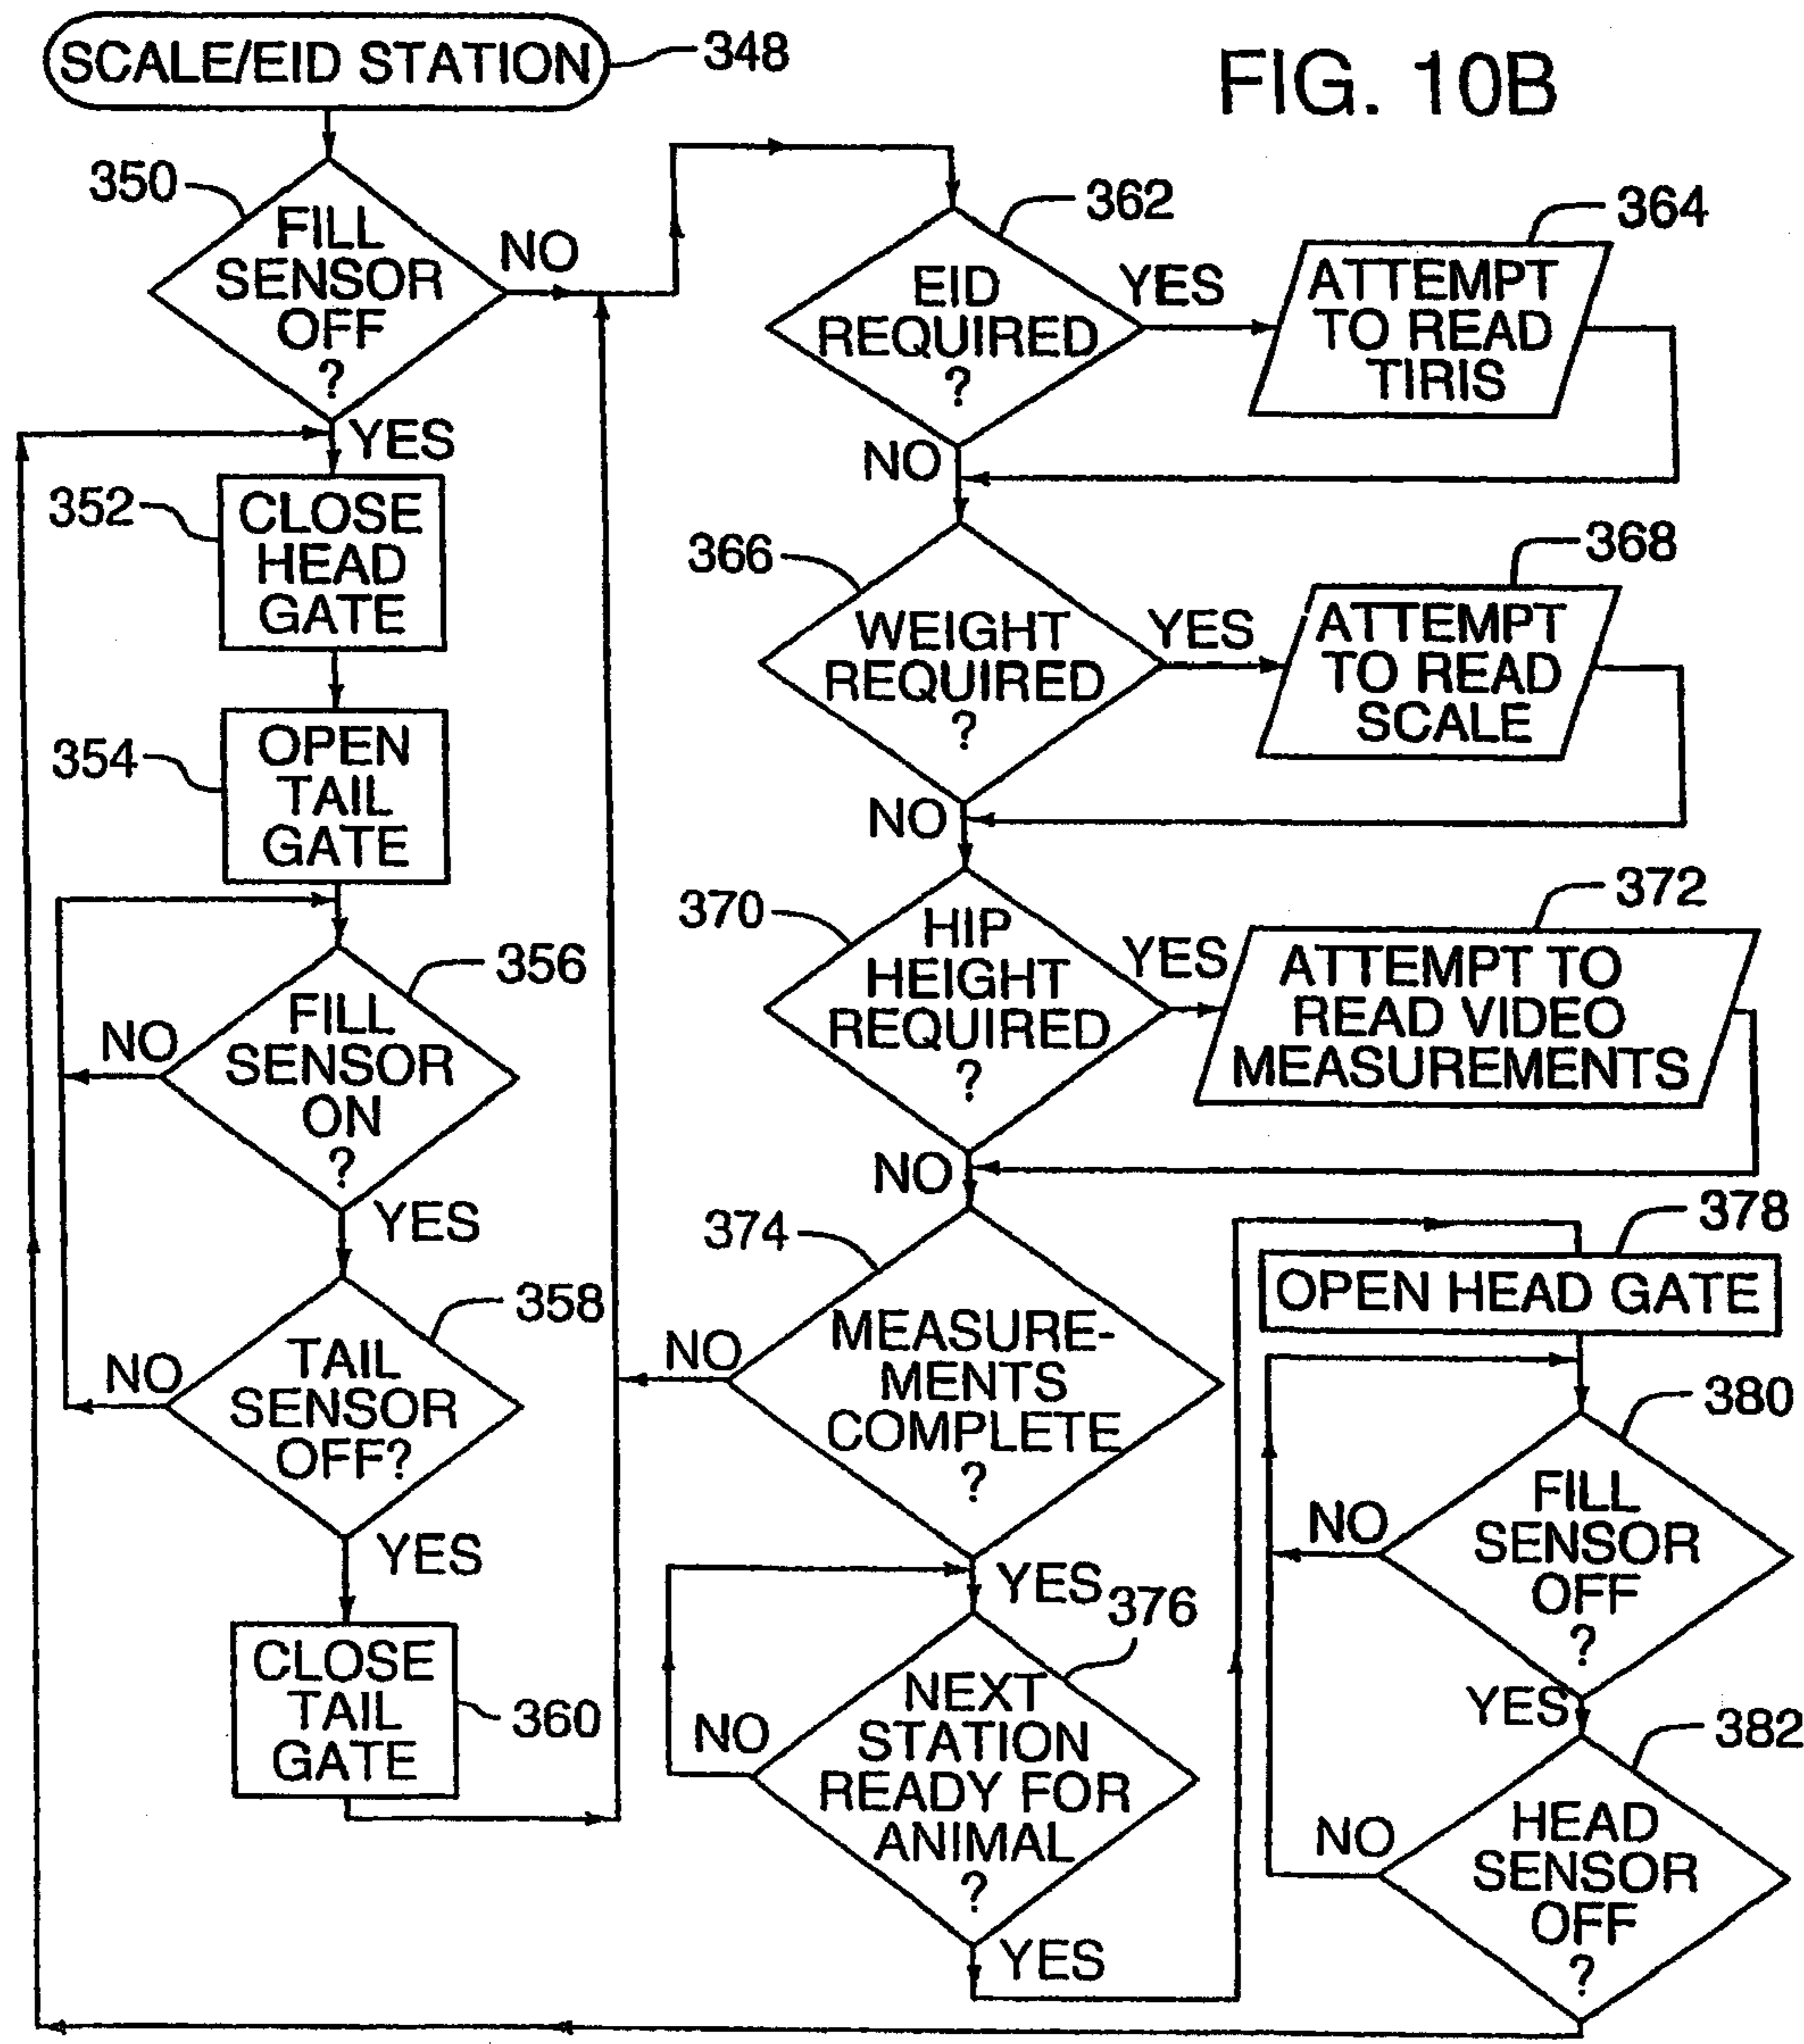 SCALE/EID STATION
348
FIG. 10B
350
FILL
SENSOR
OFF
?
NO
YES
352
CLOSE
HEAD
GATE
354
OPEN
TAIL
GATE
356
FILL
SENSOR
ON
?
NO
YES
358
TAIL
SENSOR
OFF?
NO
YES
360
CLOSE
TAIL
GATE
362
EID
REQUIRED
?
YES
NO
364
ATTEMPT
TO READ
TIRIS
366
WEIGHT
REQUIRED
?
YES
NO
368
ATTEMPT
TO READ
SCALE
370
HIP
HEIGHT
REQUIRED
?
YES
NO
372
ATTEMPT TO
READ VIDEO
MEASUREMENTS
374
MEASURE-
MENTS
COMPLETE
?
NO
YES
376
NEXT
STATION
READY FOR
ANIMAL
?
NO
YES
378
OPEN HEAD GATE
380
FILL
SENSOR
OFF
?
NO
YES
382
HEAD
SENSOR
OFF
?
NO